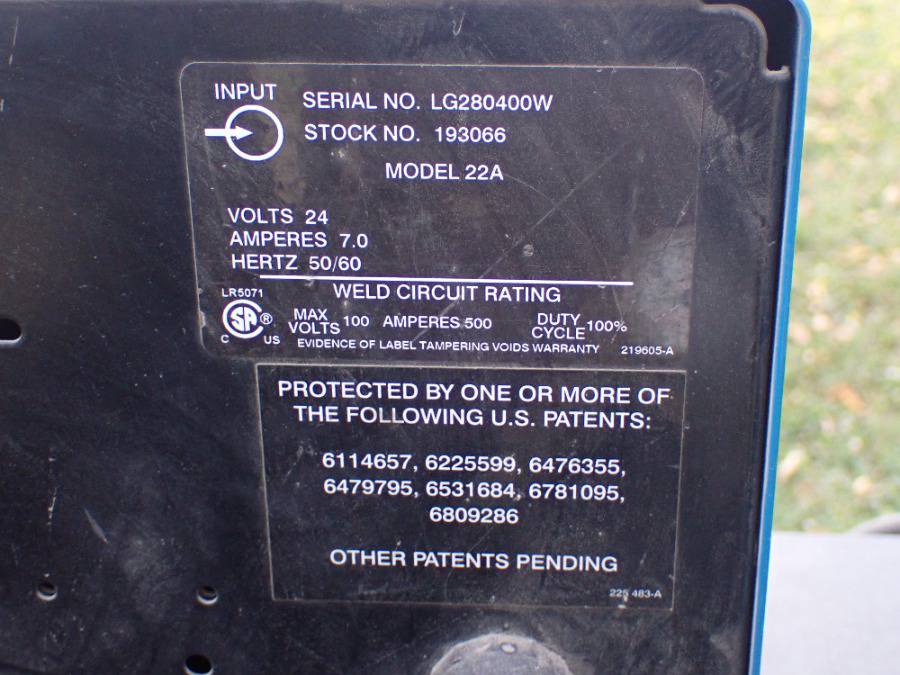 INPUT
SERIAL NO. LG280400W
STOCK NO. 193066
MODEL 22A
VOLTS 24
AMPERES 7.0
HERTZ 50/60
WELD CIRCUIT RATING
LR5071
SA ®
C US
MAX VOLTS 100 AMPERES 500 DUTY CYCLE 100%
EVIDENCE OF LABEL TAMPERING VOIDS WARRANTY 219605-A
PROTECTED BY ONE OR MORE OF
THE FOLLOWING U.S. PATENTS:
6114657, 6225599, 6476355,
6479795, 6531684, 6781095,
6809286
OTHER PATENTS PENDING
225 483-A